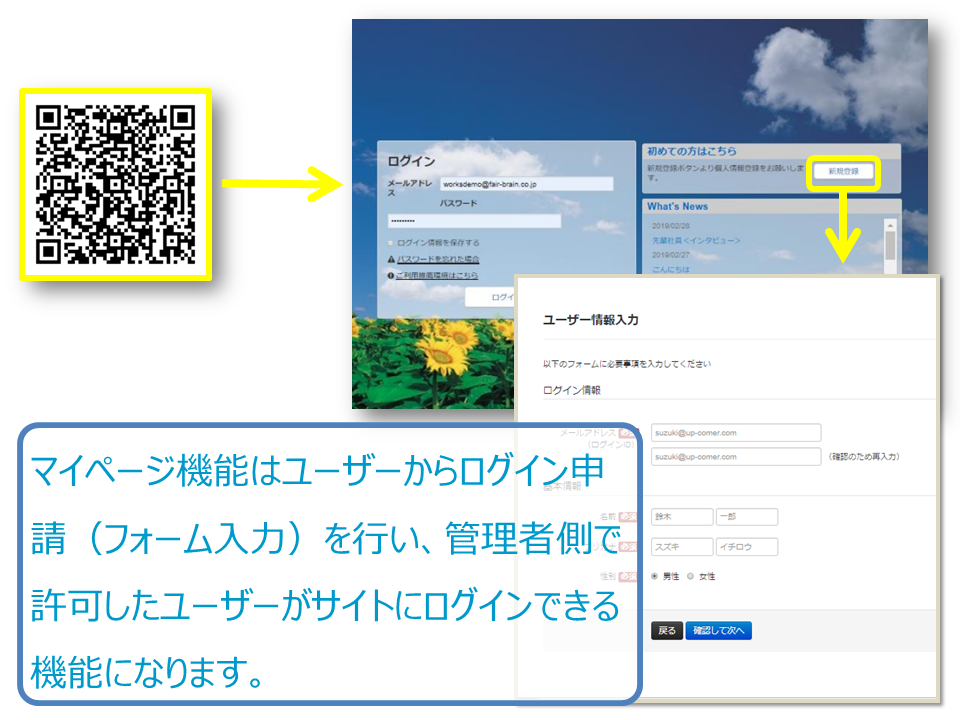 ログイン
メールアドレ
ス
worksdemo@fair-brain.co.jp
パスワード
•••••••••
ログイン情報を保存する
パスワードを忘れた場合
ご利用推奨環境はこちら
ログイ
初めての方はこちら
新規登録ボタンより個人情報登録をお願いしま
す。
新規登録
What's News
2019/02/28
先輩社員<インタビュー>
2019/02/27
こんにちは
ユーザー情報入力
以下のフォームに必要事項を入力してください
ログイン情報
メールアドレス 必須
(ログインID)
suzuki@up-comer.com
suzuki@up-comer.com
(確認のため再入力)
基本情報
名前 必須
鈴木 一郎
必須
スズキ イチロウ
性別 必須
男性 女性
戻る 確認して次へ
マイページ機能はユーザーからログイン申
請（フォーム入力）を行い、管理者側で
許可したユーザーがサイトにログインできる
機能になります。